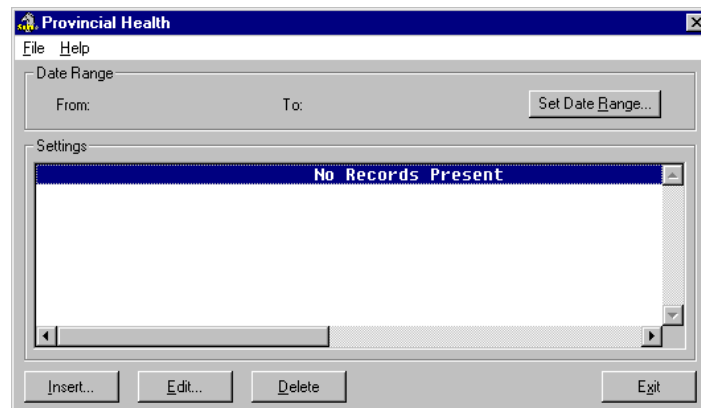 Provincial Health
File Help
Date Range
From: To: Set Date Range...
Settings
No Records Present
Insert... Edit... Delete Exit